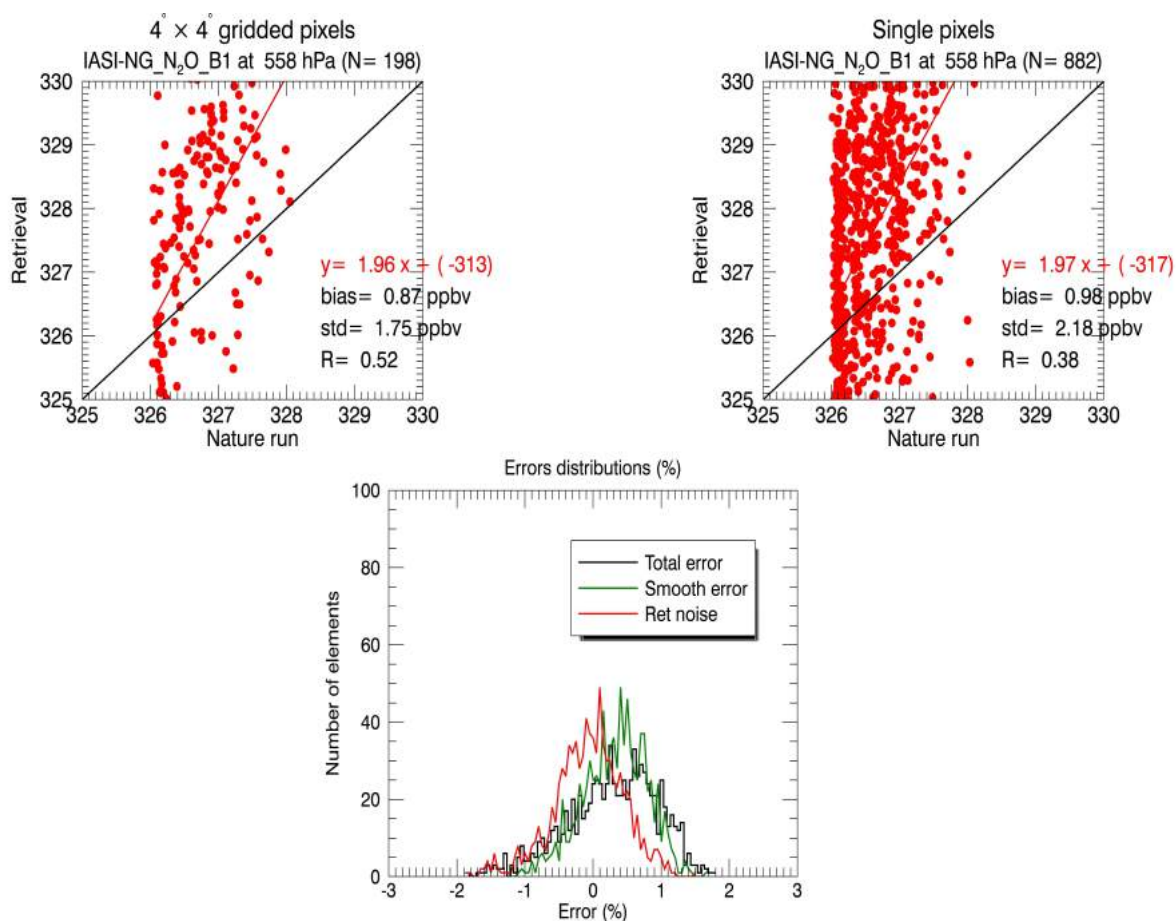 4° × 4° gridded pixels
IASI-NG_N₂O_B1 at 558 hPa (N= 198)
330
329
328
327
326
325
Retrieval
y= 1.96 x + ( -313)
bias= 0.87 ppbv
std= 1.75 ppbv
R= 0.52
325 326 327 328 329 330
Nature run
Single pixels
IASI-NG_N₂O_B1 at 558 hPa (N= 882)
330
329
328
327
326
325
Retrieval
y= 1.97 x + ( -317)
bias= 0.98 ppbv
std= 2.18 ppbv
R= 0.38
325 326 327 328 329 330
Nature run
Errors distributions (%)
100
80
60
40
20
0
Number of elements
Total error
Smooth error
Ret noise
-3 -2 -1 0 1 2 3
Error (%)